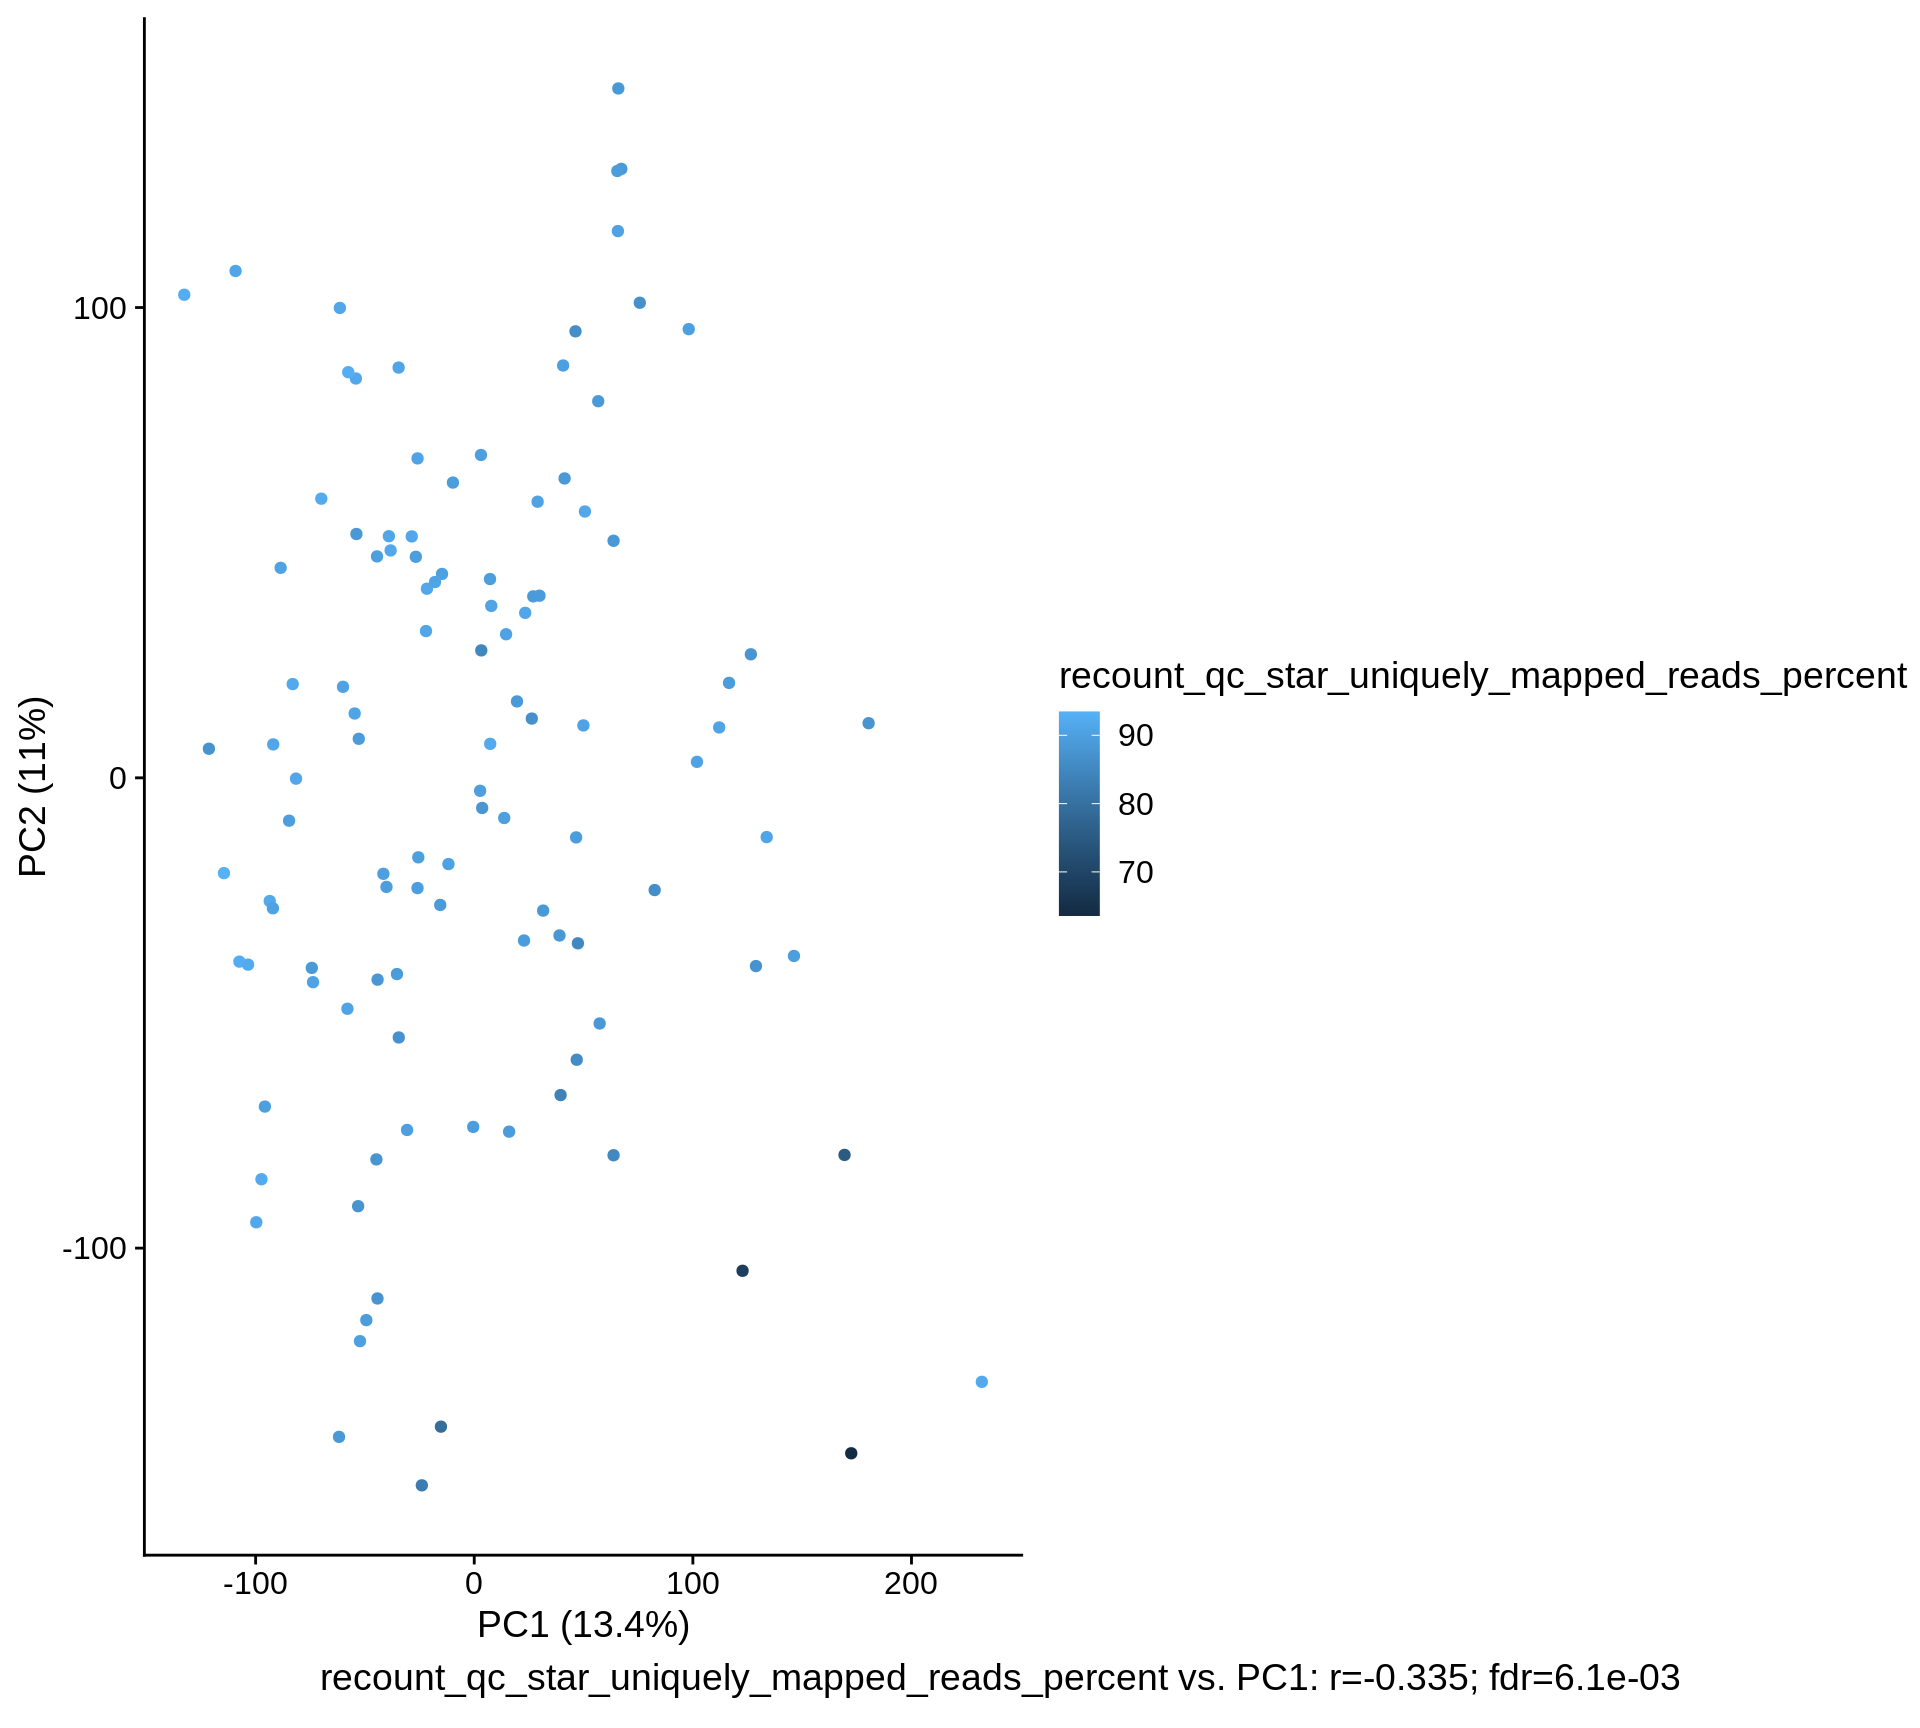 100
0
-100
PC2 (11%)
-100 0 100 200
PC1 (13.4%)
recount_qc_star_uniquely_mapped_reads_percent
90
80
70
recount_qc_star_uniquely_mapped_reads_percent vs. PC1: r=-0.335; fdr=6.1e-03